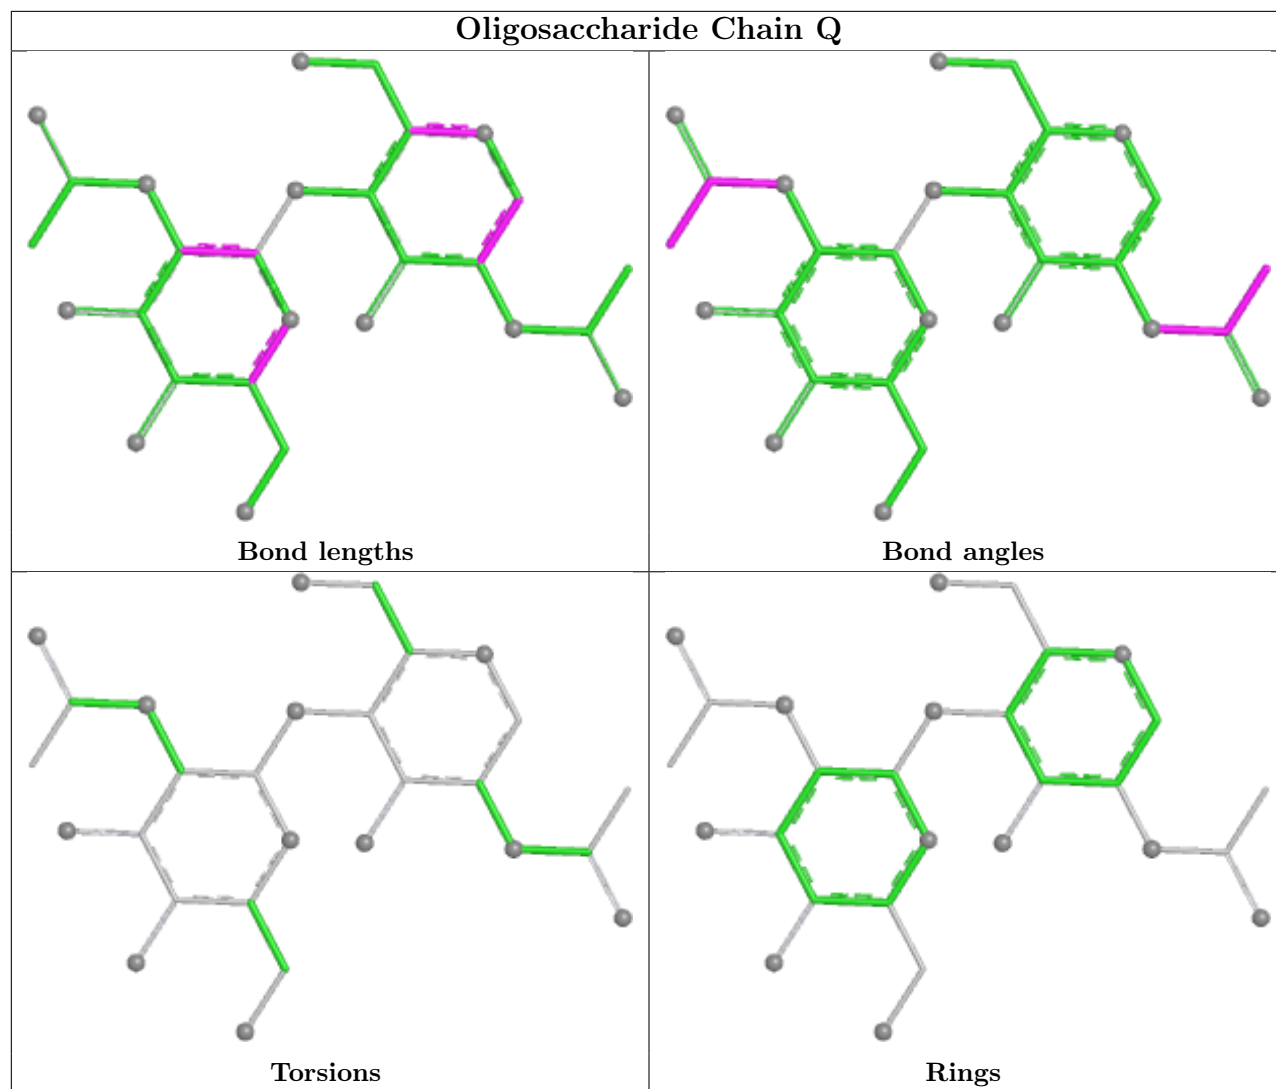 Oligosaccharide Chain Q
Bond lengths
Bond angles
Torsions
Rings